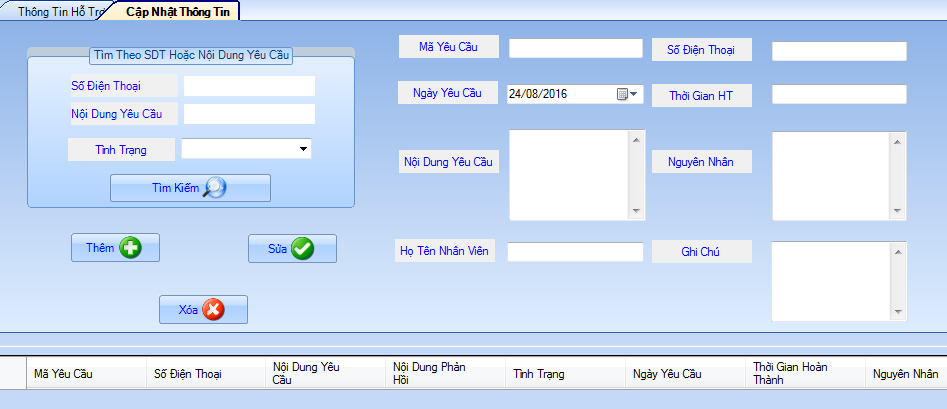 Thông Tin Hỗ Trợ
Cập Nhật Thông Tin
Tìm Theo SDT Hoặc Nội Dung Yêu Cầu
Số Điện Thoại
Nội Dung Yêu Cầu
Tình Trạng
Tìm Kiếm
Thêm
Sửa
Xóa
Mã Yêu Cầu
Số Điện Thoại
Ngày Yêu Cầu
24/08/2016
Thời Gian HT
Nội Dung Yêu Cầu
Nguyên Nhân
Họ Tên Nhân Viên
Ghi Chú
Mã Yêu Cầu
Số Điện Thoại
Nội Dung Yêu
Cầu
Nội Dung Phản
Hồi
Tình Trạng
Ngày Yêu Cầu
Thời Gian Hoàn
Thành
Nguyên Nhân